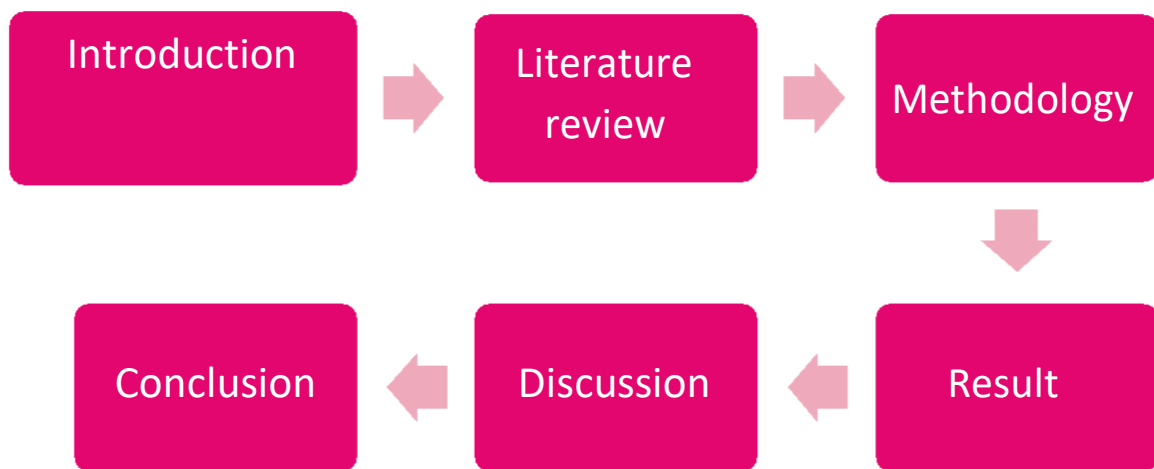 Introduction
Literature
review
Methodology
Result
Discussion
Conclusion